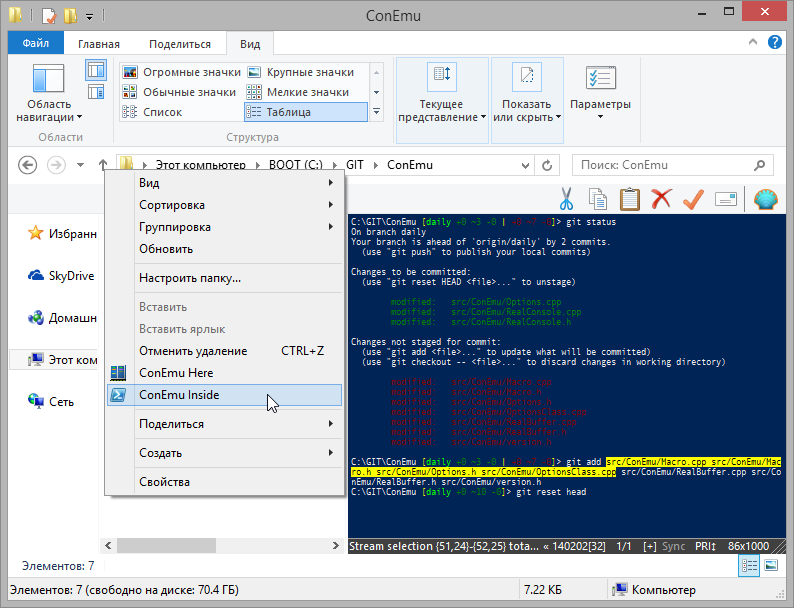 ConEmu
Файл
Главная
Поделиться
Вид
Область навигации
Огромные значки
Крупные значки
Обычные значки
Мелкие значки
Список
Таблица
Текущее представление
Показать или скрыть
Параметры
Области
Структура
Этот компьютер
BOOT (C:)
GIT
ConEmu
Поиск: ConEmu
Избранн
SkyDrive
Домашн
Этот ком
Сеть
Вид
Сортировка
Группировка
Обновить
Настроить папку...
Вставить
Вставить ярлык
Отменить удаление CTRL+Z
ConEmu Here
ConEmu Inside
Поделиться
Создать
Свойства
C:\GIT\ConEmu [daily +0 ~3 -0 | +0 ~7 -0]> git status
On branch daily
Your branch is ahead of 'origin/daily' by 2 commits.
(use "git push" to publish your local commits)
Changes to be committed:
(use "git reset HEAD <file>..." to unstage)
modified: src/ConEmu/Options.cpp
modified: src/ConEmu/RealConsole.cpp
modified: src/ConEmu/RealConsole.h
Changes not staged for commit:
(use "git add <file>..." to update what will be committed)
(use "git checkout -- <file>..." to discard changes in working directory)
modified: src/ConEmu/Macro.cpp
modified: src/ConEmu/Macro.h
modified: src/ConEmu/Options.h
modified: src/ConEmu/OptionsClass.cpp
modified: src/ConEmu/RealBuffer.cpp
modified: src/ConEmu/RealBuffer.h
modified: src/ConEmu/version.h
C:\GIT\ConEmu [daily +0 ~3 -0 | +0 ~7 -0]> git add src/ConEmu/Macro.cpp src/ConEmu/Mac
ro.h src/ConEmu/Options.h src/ConEmu/OptionsClass.cpp src/ConEmu/RealBuffer.cpp src/Co
nEmu/RealBuffer.h src/ConEmu/version.h
C:\GIT\ConEmu [daily +0 ~10 -0]> git reset head
Stream selection {51,24}-{52,25} tota... « 140202[32] 1/1 [+] Sync PRI‡ 86x1000
Элементов: 7
Элементов: 7 (свободно на диске: 70.4 ГБ)
7.22 КБ
Компьютер